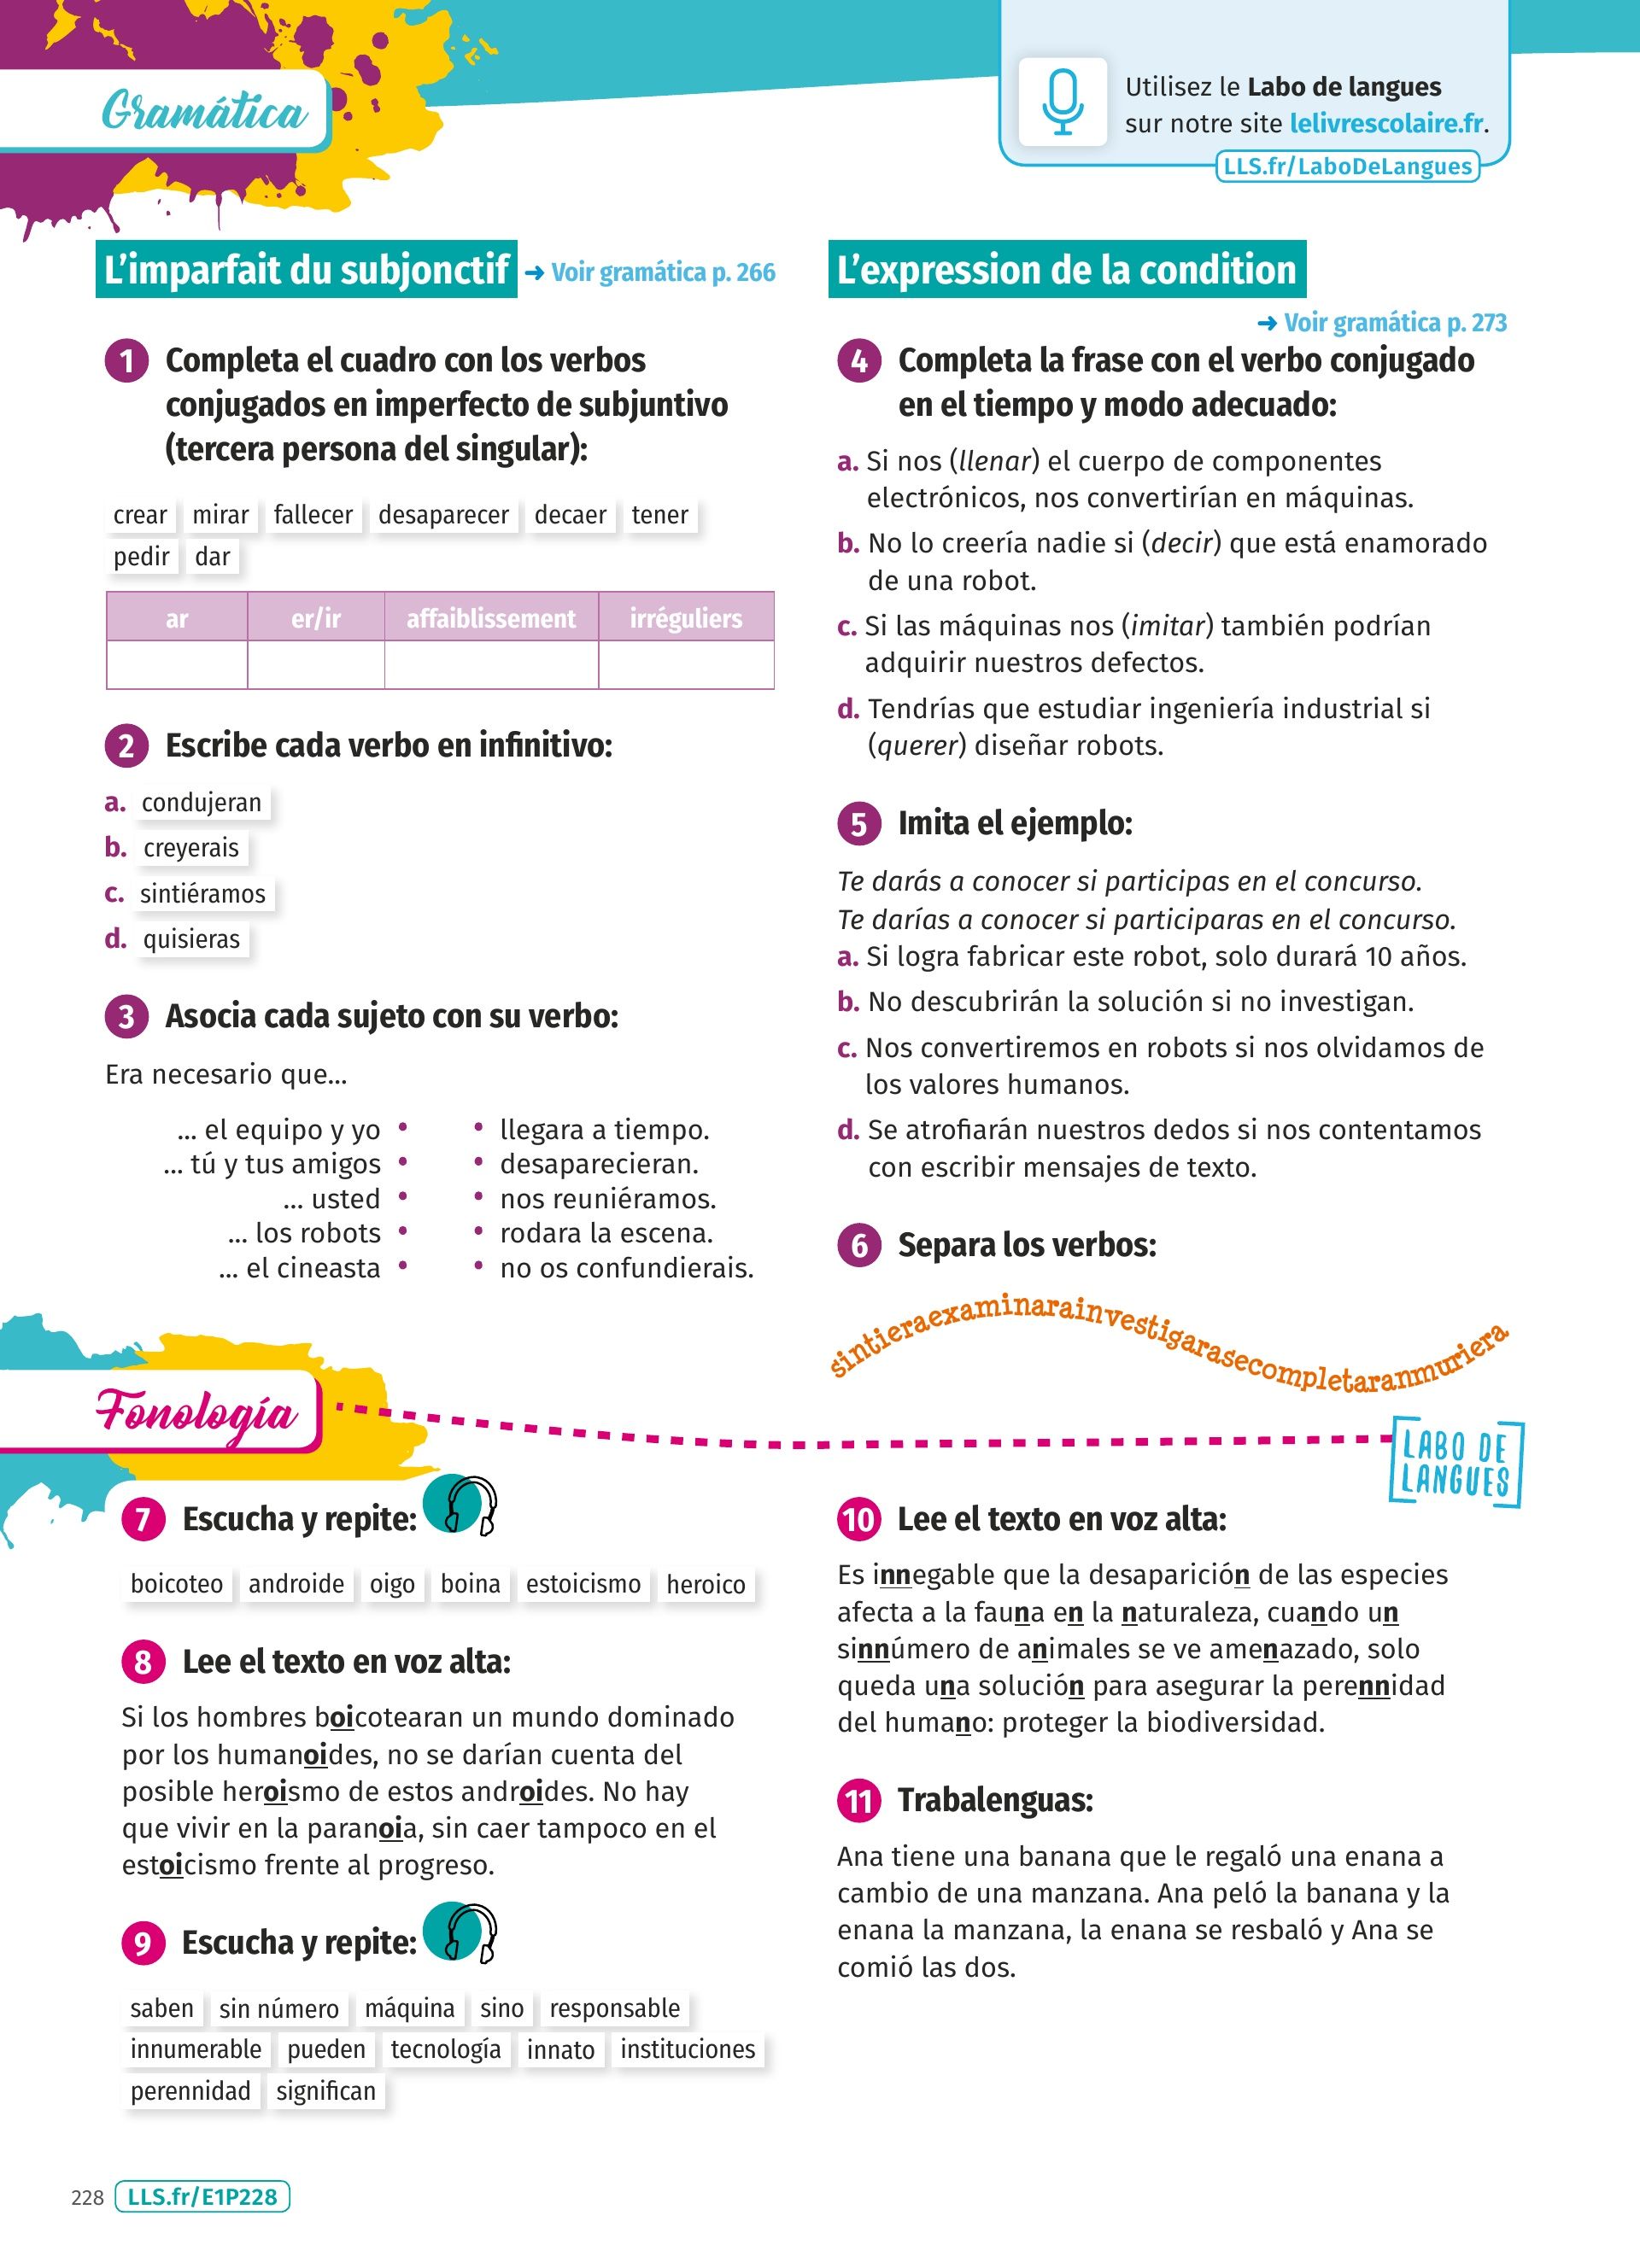 Gramática
Utilisez le Labo de langues
sur notre site lelivrescolaire.fr.
LLS.fr/LaboDeLangues
L'imparfait du subjonctif ➜ Voir gramática p. 266
1 Completa el cuadro con los verbos
conjugados en imperfecto de subjuntivo
(tercera persona del singular):
crear mirar fallecer desaparecer decaer tener
pedir dar
ar er/ir affaiblissement irréguliers
2 Escribe cada verbo en infinitivo:
a. condujeran
b. creyerais
c. sintiéramos
d. quisieras
3 Asocia cada sujeto con su verbo:
Era necesario que...
... el equipo y yo • • llegara a tiempo.
... tú y tus amigos • • desaparecieran.
... usted • • nos reuniéramos.
... los robots • • rodara la escena.
... el cineasta • • no os confundierais.
L'expression de la condition
➜ Voir gramática p. 273
4 Completa la frase con el verbo conjugado
en el tiempo y modo adecuado:
a. Si nos (llenar) el cuerpo de componentes
electrónicos, nos convertirían en máquinas.
b. No lo creería nadie si (decir) que está enamorado
de una robot.
c. Si las máquinas nos (imitar) también podrían
adquirir nuestros defectos.
d. Tendrías que estudiar ingeniería industrial si
(querer) diseñar robots.
5 Imita el ejemplo:
Te darás a conocer si participas en el concurso.
Te darías a conocer si participaras en el concurso.
a. Si logra fabricar este robot, solo durará 10 años.
b. No descubrirán la solución si no investigan.
c. Nos convertiremos en robots si nos olvidamos de
los valores humanos.
d. Se atrofiarán nuestros dedos si nos contentamos
con escribir mensajes de texto.
6 Separa los verbos:
sintieraexaminarainvestigarasecompletaranmuriera
Fonología
LABO DE
LANGUES
7 Escucha y repite:
boicoteo androide oigo boina estoicismo heroico
8 Lee el texto en voz alta:
Si los hombres boicotearan un mundo dominado
por los humanoides, no se darían cuenta del
posible heroismo de estos androides. No hay
que vivir en la paranoia, sin caer tampoco en el
estoicismo frente al progreso.
9 Escucha y repite:
saben sin número máquina sino responsable
innumerable pueden tecnología innato instituciones
perennidad significan
10 Lee el texto en voz alta:
Es innegable que la desaparición de las especies
afecta a la fauna en la naturaleza, cuando un
sinnúmero de animales se ve amenazado, solo
queda una solución para asegurar la perennidad
del humano: proteger la biodiversidad.
11 Trabalenguas:
Ana tiene una banana que le regaló una enana a
cambio de una manzana. Ana peló la banana y la
enana la manzana, la enana se resbaló y Ana se
comió las dos.
228 LLS.fr/E1P228